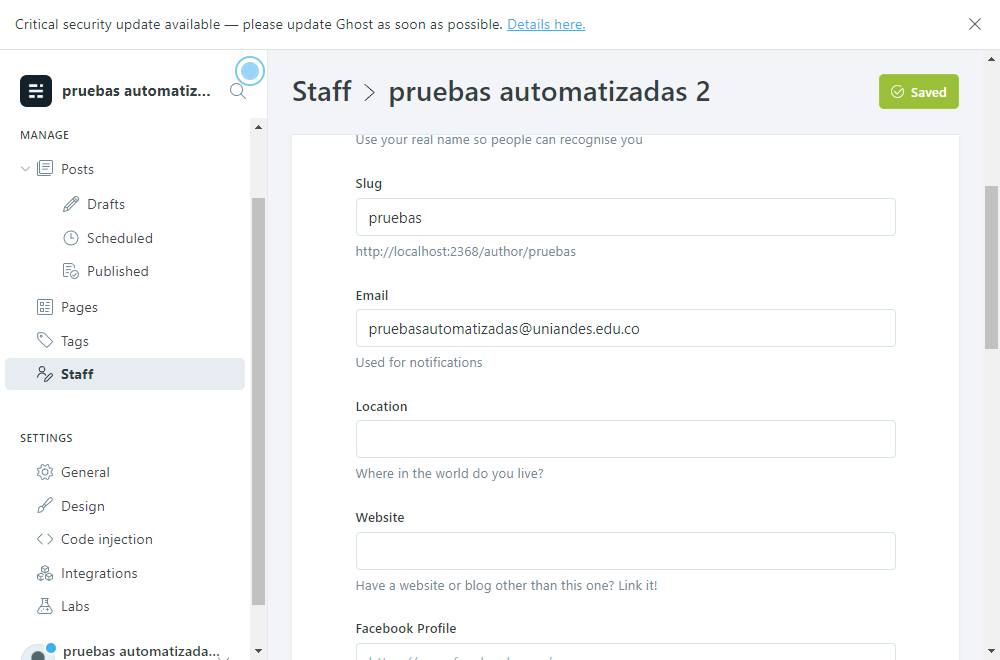 Critical security update available — please update Ghost as soon as possible. Details here.
pruebas automatiz...
Staff > pruebas automatizadas 2
Saved
MANAGE
Posts
Drafts
Scheduled
Published
Pages
Tags
Staff
SETTINGS
General
Design
Code injection
Integrations
Labs
pruebas automatizada...
Use your real name so people can recognise you
Slug
pruebas
http://localhost:2368/author/pruebas
Email
pruebasautomatizadas@uniandes.edu.co
Used for notifications
Location
Where in the world do you live?
Website
Have a website or blog other than this one? Link it!
Facebook Profile